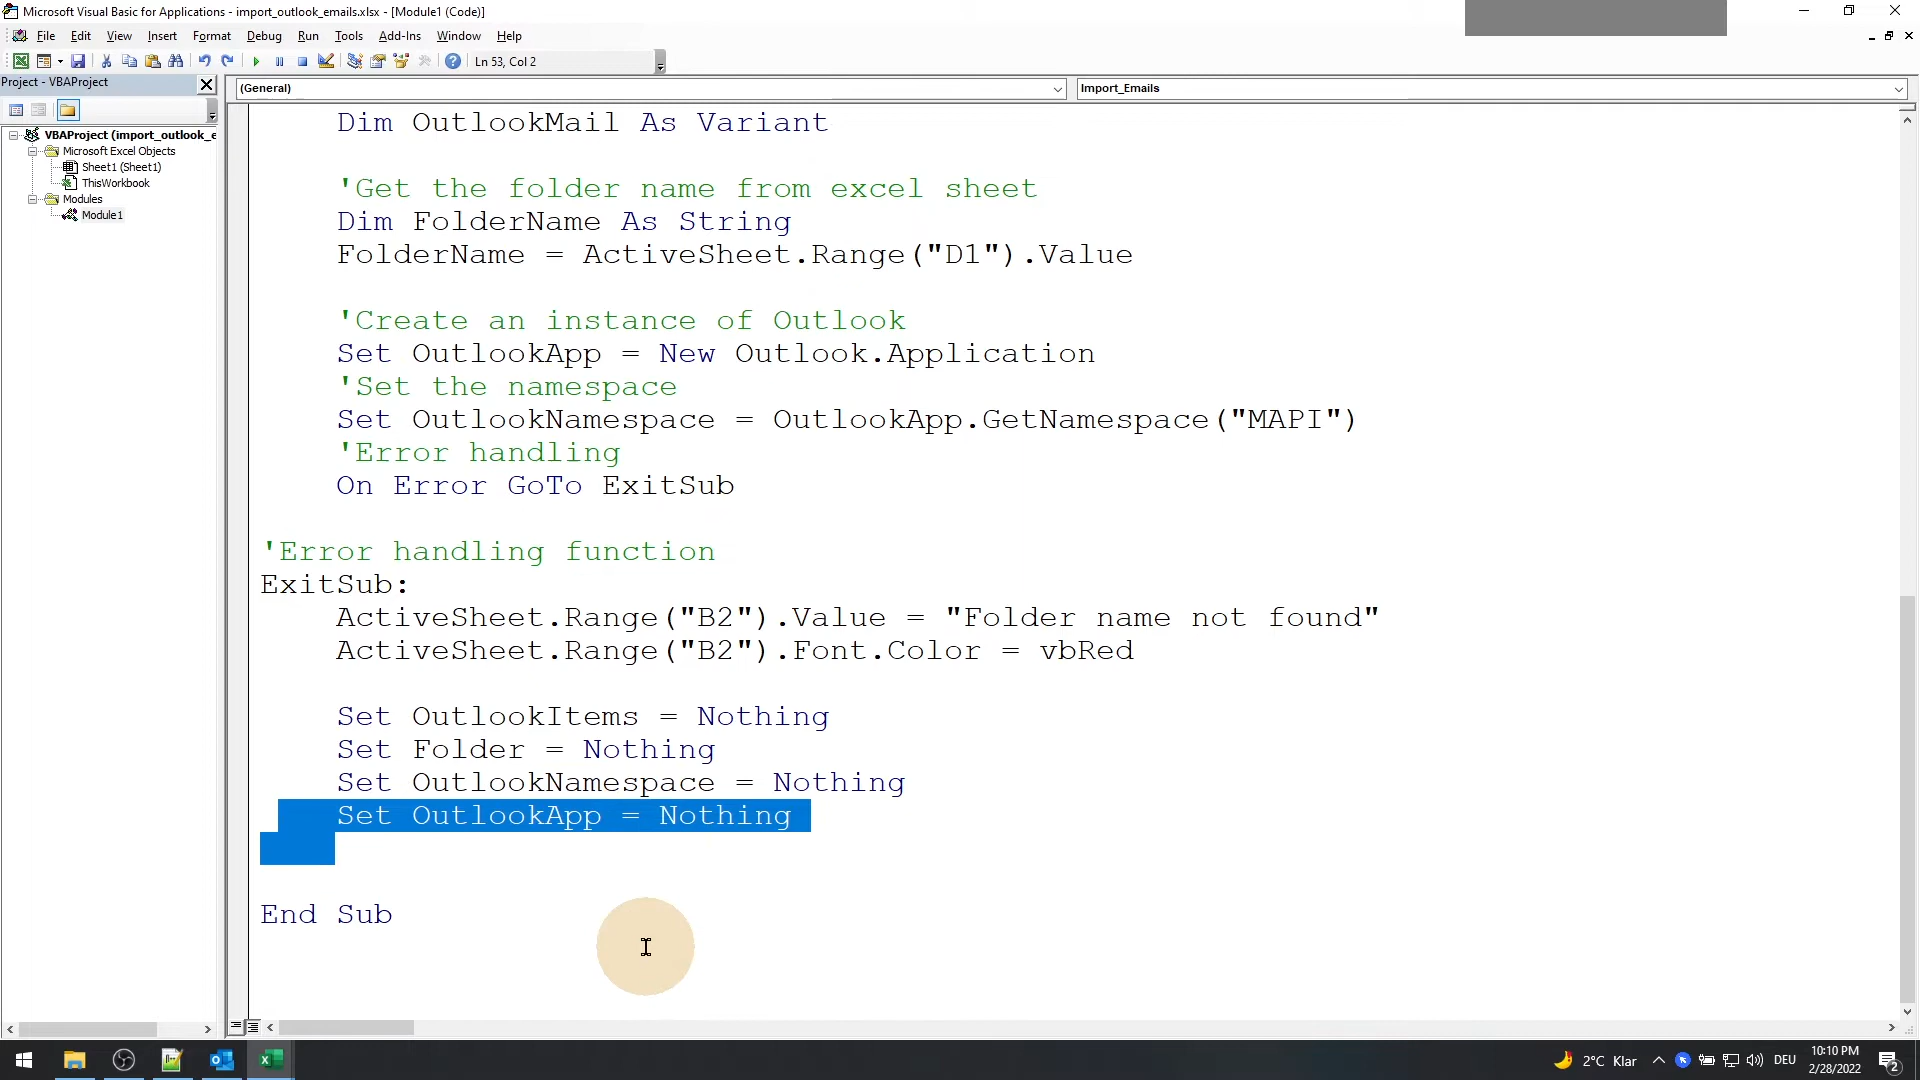 Microsoft Visual Basic for Applications - import_outlook_emails.xlsx - [Module1 (Code)]
File Edit View Insert Format Debug Run Tools Add-Ins Window Help
Ln 53, Col 2
Project - VBAProject
(General)
Import_Emails
VBAProject (import_outlook_e
Microsoft Excel Objects
Sheet1 (Sheet1)
ThisWorkbook
Modules
Module1
Dim OutlookMail As Variant
'Get the folder name from excel sheet
Dim FolderName As String
FolderName = ActiveSheet.Range("D1").Value
'Create an instance of Outlook
Set OutlookApp = New Outlook.Application
'Set the namespace
Set OutlookNamespace = OutlookApp.GetNamespace("MAPI")
'Error handling
On Error GoTo ExitSub
'Error handling function
ExitSub:
ActiveSheet.Range("B2").Value = "Folder name not found"
ActiveSheet.Range("B2").Font.Color = vbRed
Set OutlookItems = Nothing
Set Folder = Nothing
Set OutlookNamespace = Nothing
Set OutlookApp = Nothing
End Sub
2°C Klar
DEU
10:10 PM
2/28/2022
2